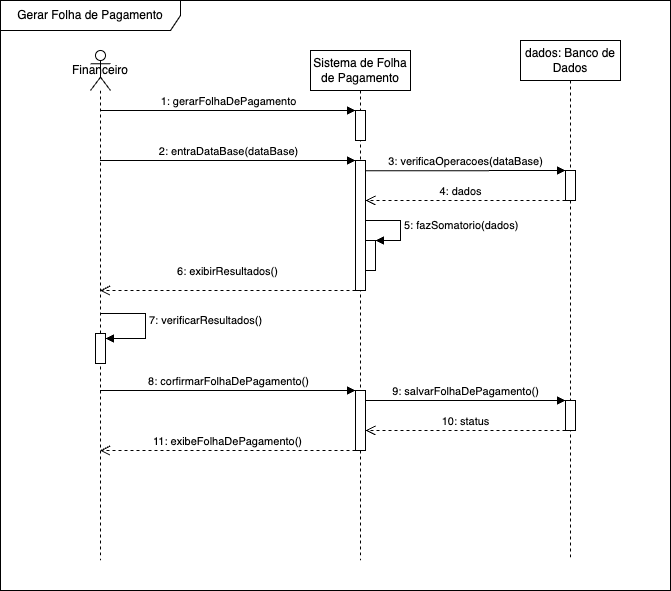 Gerar Folha de Pagamento
Financeiro
Sistema de Folha
de Pagamento
dados: Banco de
Dados
1: gerarFolhaDePagamento
2: entraDataBase(dataBase)
3: verificaOperacoes(dataBase)
4: dados
5: fazSomatorio(dados)
6: exibirResultados()
7: verificarResultados()
8: confirmarFolhaDePagamento()
9: salvarFolhaDePagamento()
10: status
11: exibeFolhaDePagamento()